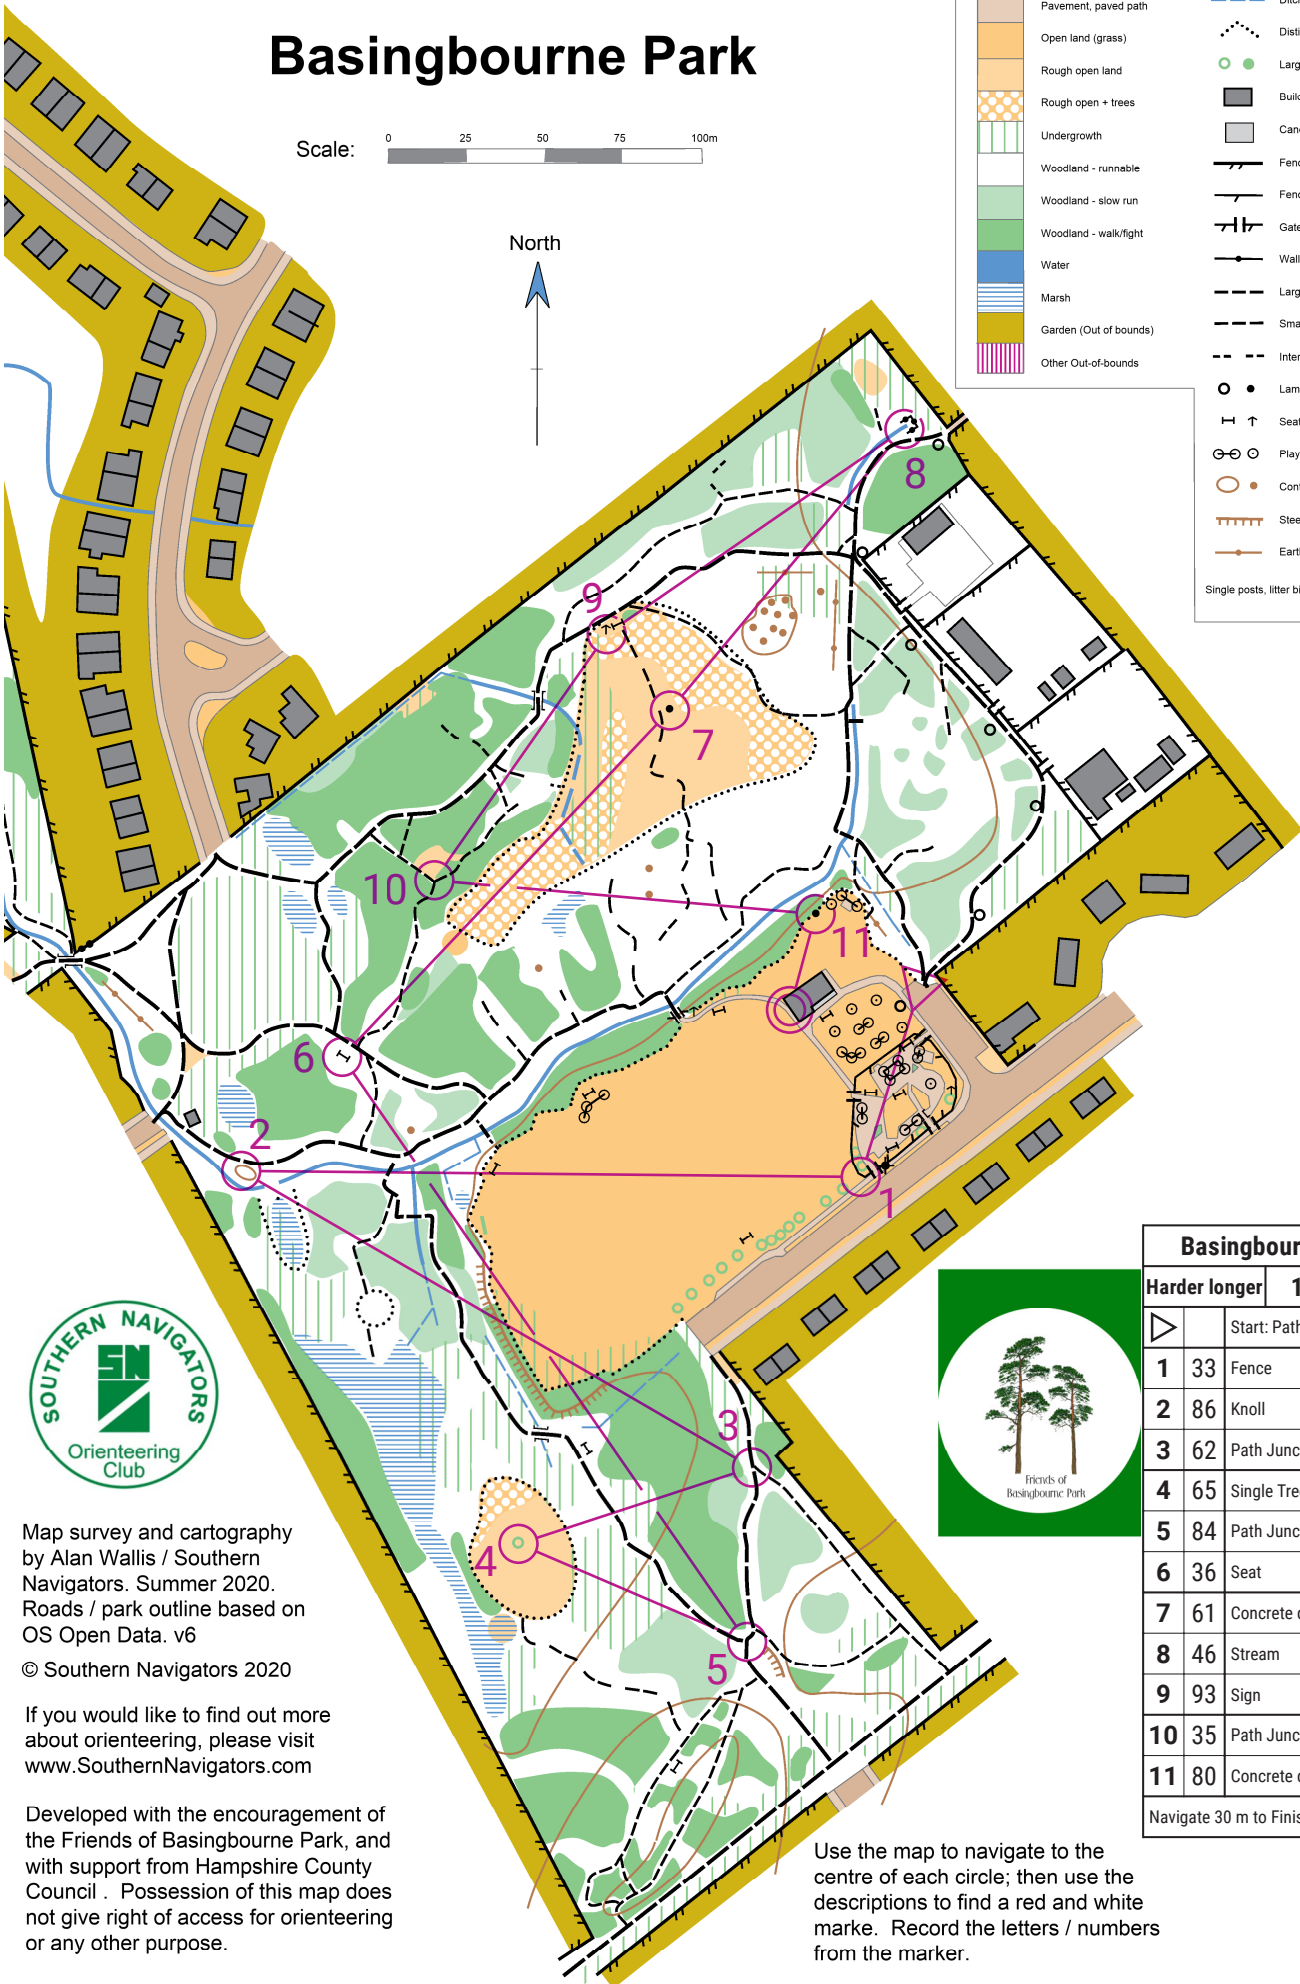 Basingbourne Park
Scale:
0 25 50 75 100m
North
Pavement, paved path
Open land (grass)
Rough open land
Rough open + trees
Undergrowth
Woodland - runnable
Woodland - slow run
Woodland - walk/fight
Water
Marsh
Garden (Out of bounds)
Other Out-of-bounds
Single posts, litter
8
9
7
10
11
6
2
1
3
4
5
SOUTHERN NAVIGATORS
SN
Orienteering
Club
Friends of
Basingbourne Park
Map survey and cartography
by Alan Wallis / Southern
Navigators. Summer 2020.
Roads / park outline based on
OS Open Data. v6
© Southern Navigators 2020
If you would like to find out more
about orienteering, please visit
www.SouthernNavigators.com
Developed with the encouragement of
the Friends of Basingbourne Park, and
with support from Hampshire County
Council . Possession of this map does
not give right of access for orienteering
or any other purpose.
Use the map to navigate to the
centre of each circle; then use the
descriptions to find a red and white
marke. Record the letters / numbers
from the marker.
Basingbour
Harder longer 1
Start: Path
1 33 Fence
2 86 Knoll
3 62 Path Junc
4 65 Single Tre
5 84 Path Junc
6 36 Seat
7 61 Concrete
8 46 Stream
9 93 Sign
10 35 Path Junc
11 80 Concrete
Navigate 30 m to Finis